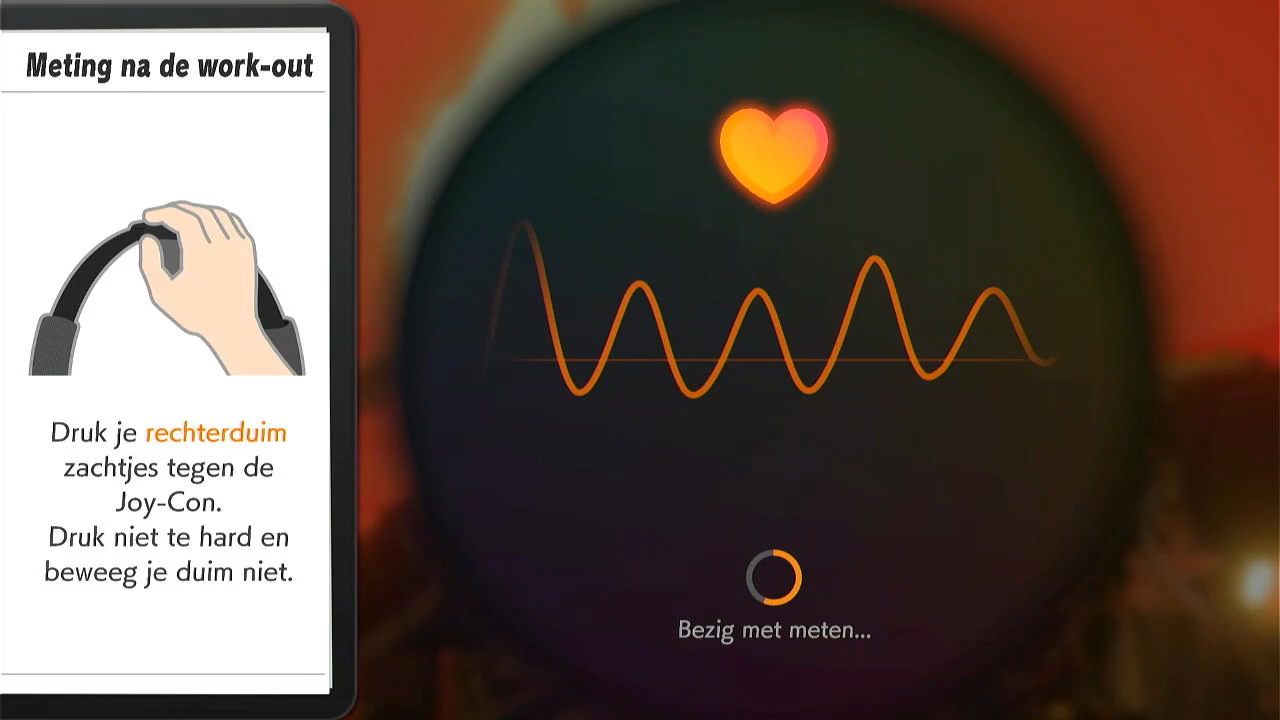 Meting na de work-out
Druk je rechterduim
zachtjes tegen de
Joy-Con.
Druk niet te hard en
beweeg je duim niet.
Bezig met meten...